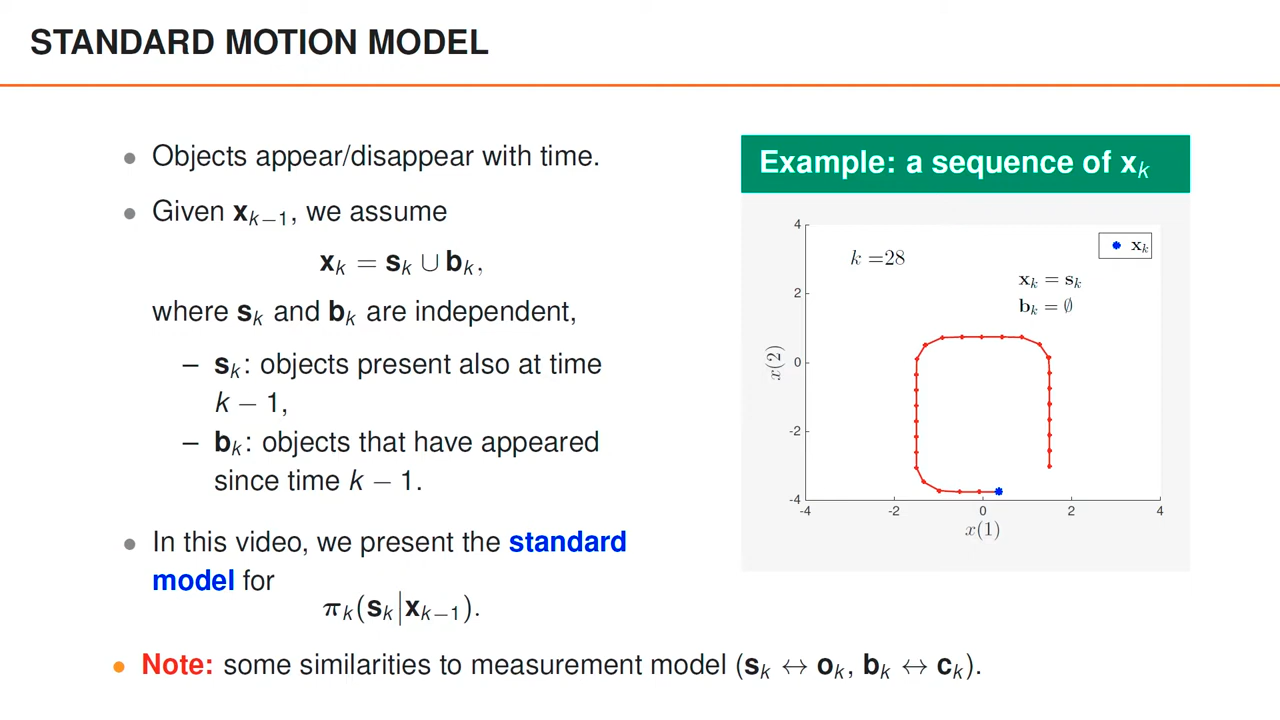 STANDARD MOTION MODEL
• Objects appear/disappear with time.
• Given x_{k−1}, we assume
x_k = s_k ∪ b_k,
where s_k and b_k are independent,
– s_k: objects present also at time
k − 1,
– b_k: objects that have appeared
since time k − 1.
• In this video, we present the standard
model for
π_k(s_k|x_{k−1}).
• Note: some similarities to measurement model (s_k ↔ o_k, b_k ↔ c_k).
Example: a sequence of x_k
4
2
0
-2
-4
x(2)
k =28
x_k
x_k = s_k
b_k = ∅
-4 -2 0 2 4
x(1)